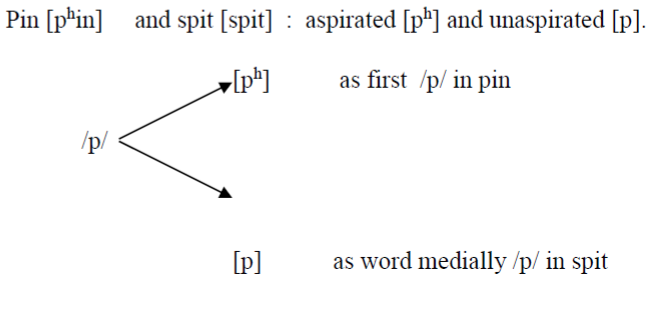 Pin [pʰin] and spit [spit] : aspirated [pʰ] and unaspirated [p].
[pʰ] as first /p/ in pin
/p/
[p] as word medially /p/ in spit